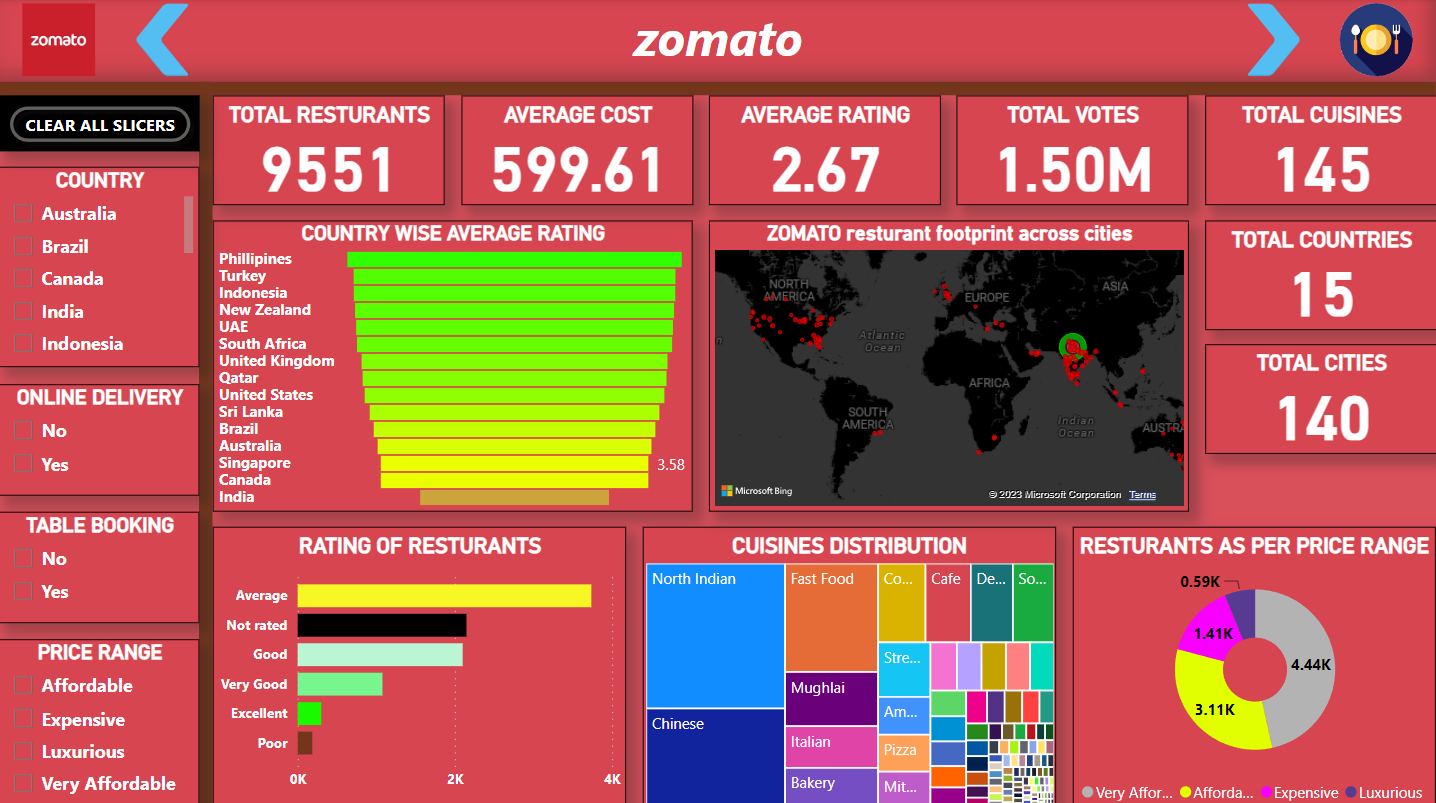 zomato
zomato
CLEAR ALL SLICERS
COUNTRY
Australia
Brazil
Canada
India
Indonesia
ONLINE DELIVERY
No
Yes
TABLE BOOKING
No
Yes
PRICE RANGE
Affordable
Expensive
Luxurious
Very Affordable
TOTAL RESTURANTS
9551
AVERAGE COST
599.61
AVERAGE RATING
2.67
TOTAL VOTES
1.50M
TOTAL CUISINES
145
COUNTRY WISE AVERAGE RATING
Phillipines
Turkey
Indonesia
New Zealand
UAE
South Africa
United Kingdom
Qatar
United States
Sri Lanka
Brazil
Australia
Singapore
3.58
Canada
India
ZOMATO resturant footprint across cities
NORTH
AMERICA
EUROPE
ASIA
Atlantic
Ocean
AFRICA
SOUTH
AMERICA
Indian
Ocean
AUSTRA
Microsoft Bing
© 2023 Microsoft Corporation Terms
TOTAL COUNTRIES
15
TOTAL CITIES
140
RATING OF RESTURANTS
Average
Not rated
Good
Very Good
Excellent
Poor
0K 2K 4K
CUISINES DISTRIBUTION
North Indian
Chinese
Fast Food
Mughlai
Italian
Bakery
Co...
Cafe
De...
So...
Stre...
Am...
Pizza
Mit...
RESTURANTS AS PER PRICE RANGE
0.59K
1.41K
4.44K
3.11K
Very Affor... Afforda... Expensive Luxurious